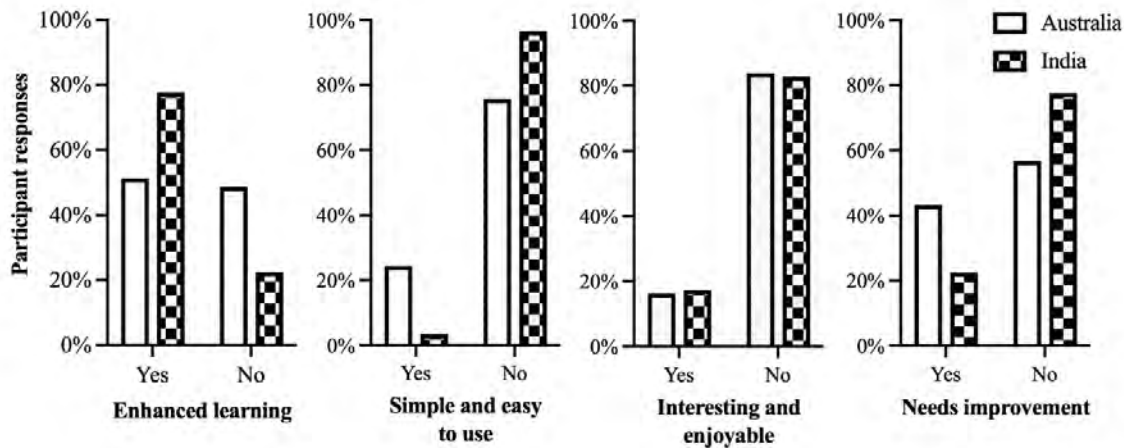 Participant responses
100%
80%
60%
40%
20%
0%
Yes
No
Enhanced learning
100%
80%
60%
40%
20%
0%
Yes
No
Simple and easy
to use
100%
80%
60%
40%
20%
0%
Yes
No
Interesting and
enjoyable
100%
80%
60%
40%
20%
0%
Yes
No
Needs improvement
Australia
India